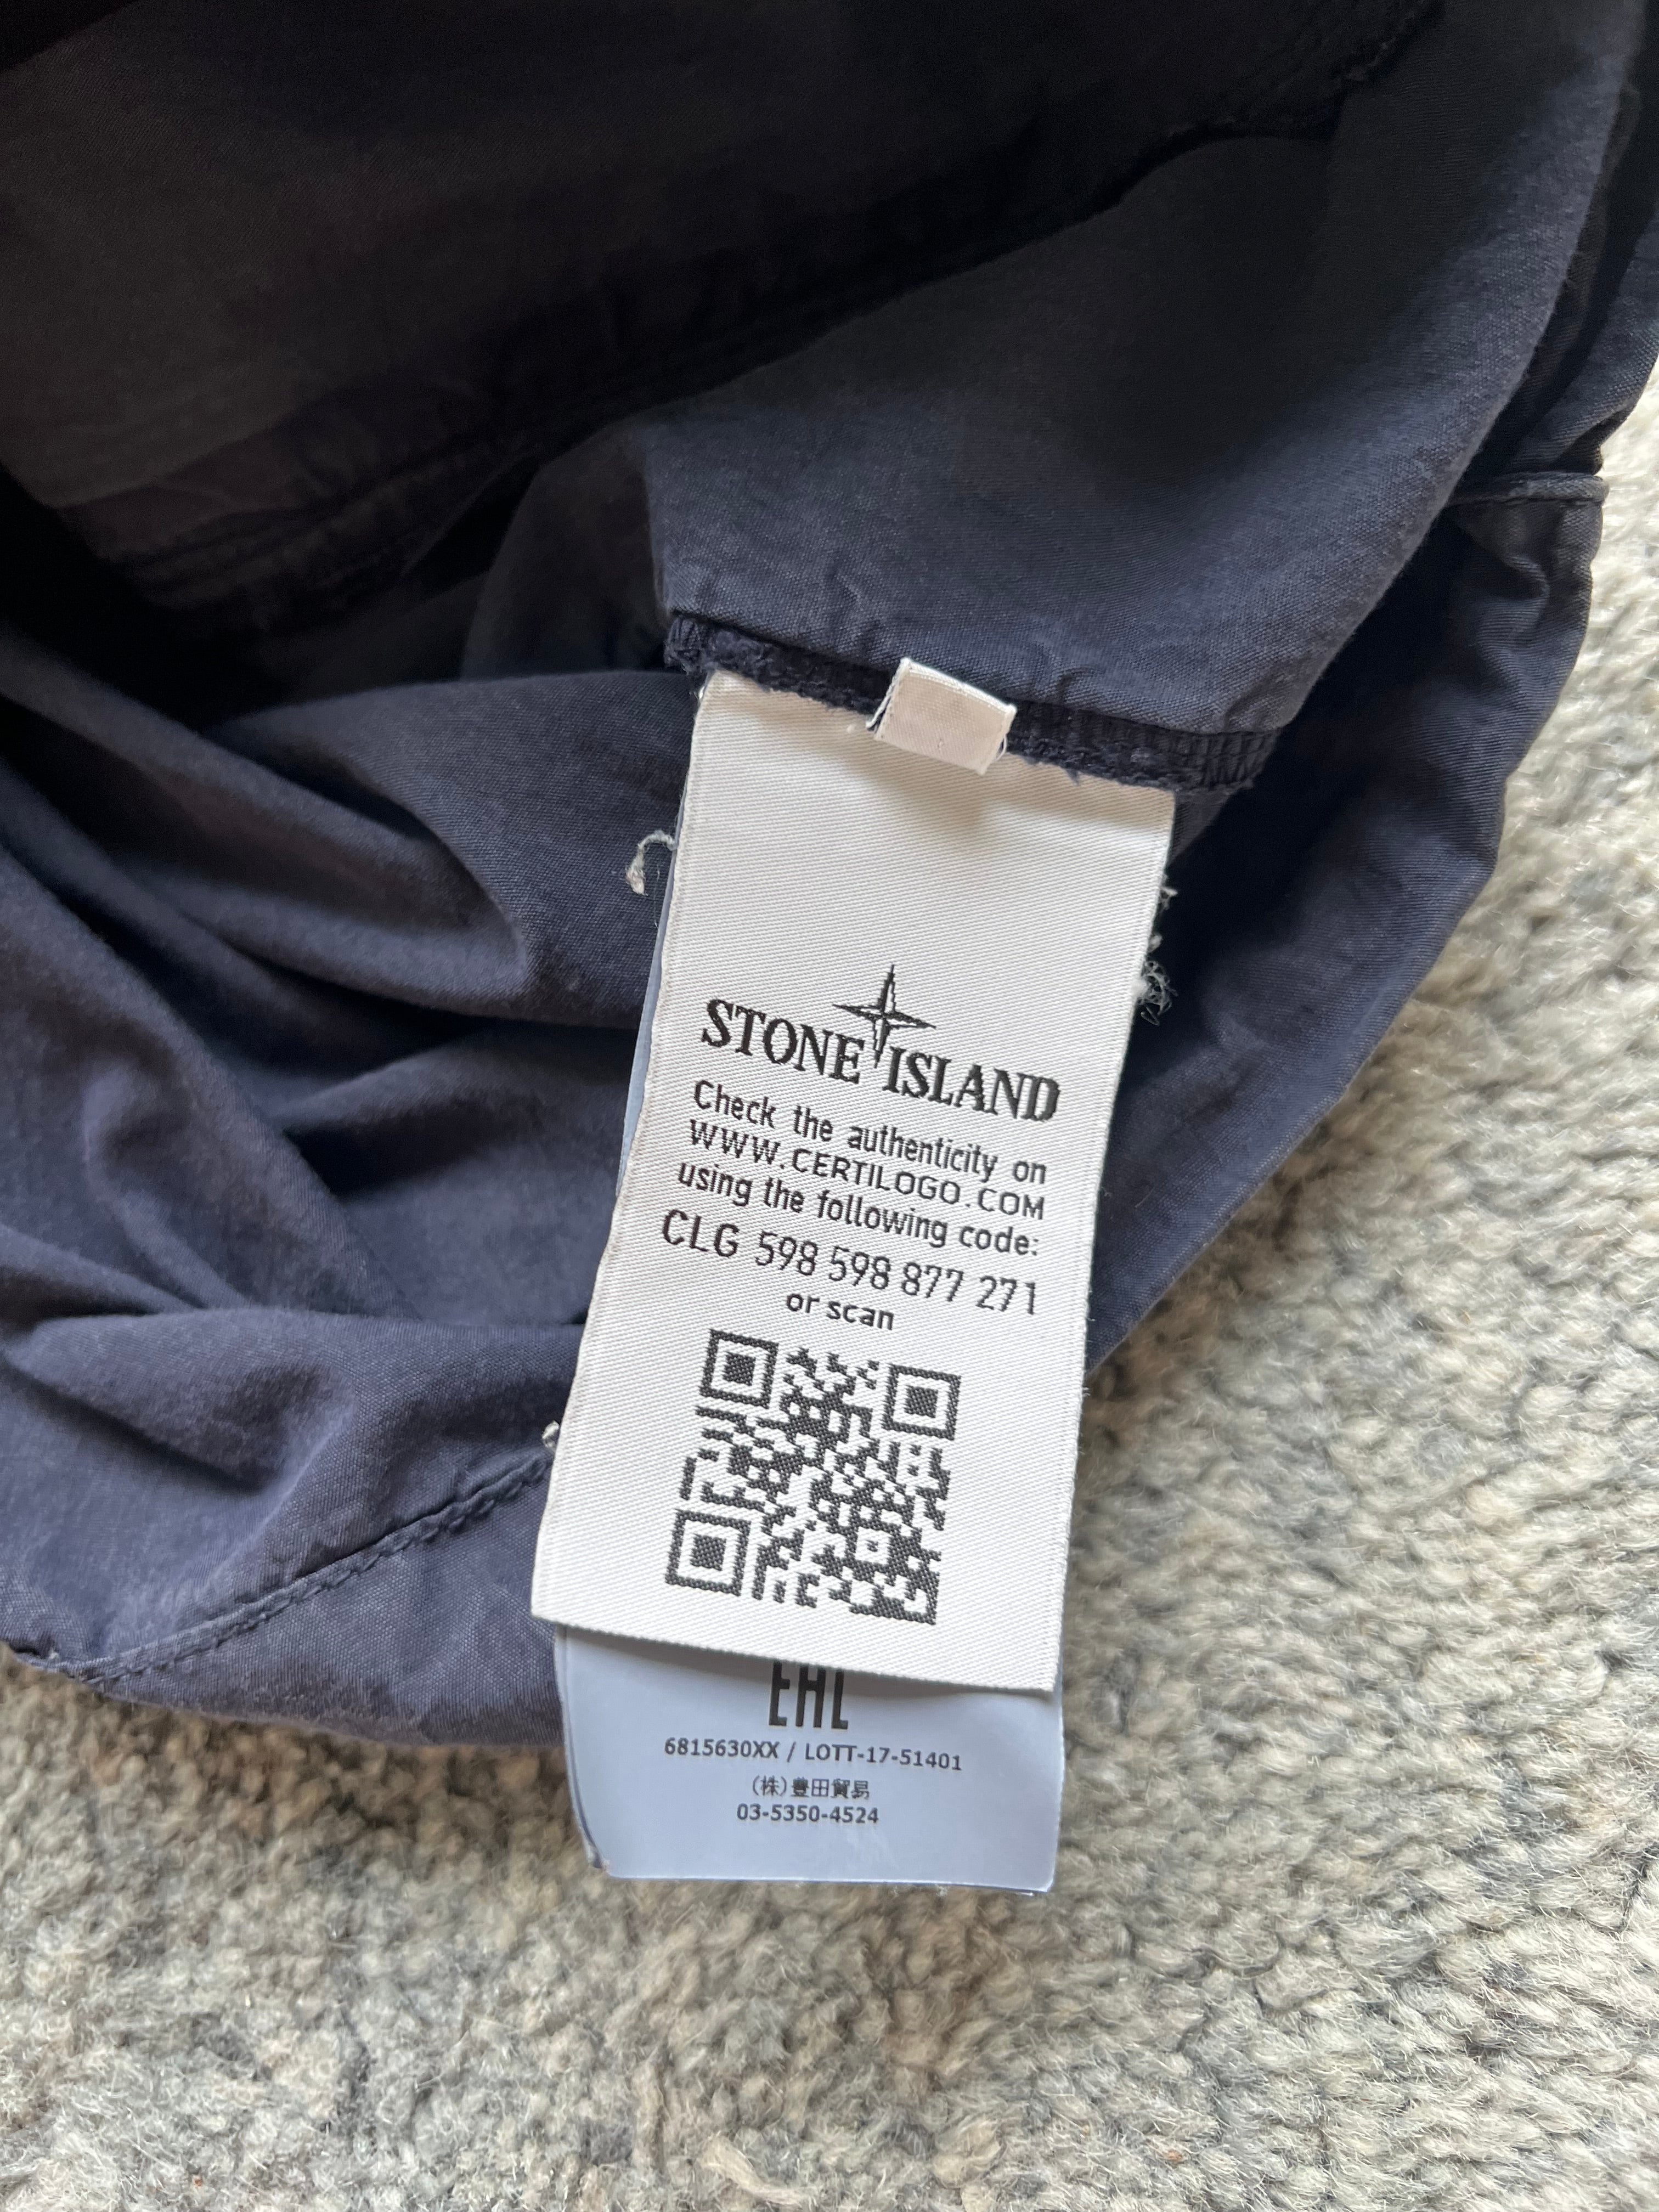 STONE ISLAND
Check the authenticity on
WWW.CERTILOGO.COM
using the following code:
CLG 598 598 877 271
or scan
EAC
6815630XX / LOTT-17-51401
(株)豊田貿易
03-5350-4524